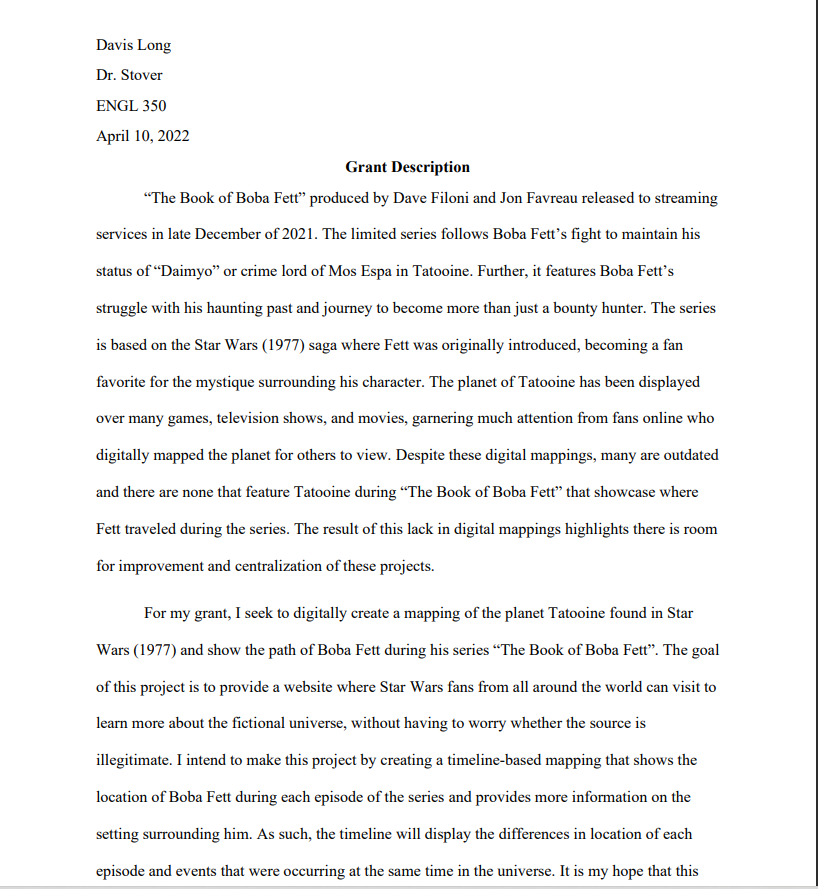 Davis Long
Dr. Stover
ENGL 350
April 10, 2022
Grant Description
“The Book of Boba Fett” produced by Dave Filoni and Jon Favreau released to streaming
services in late December of 2021. The limited series follows Boba Fett’s fight to maintain his
status of “Daimyo” or crime lord of Mos Espa in Tatooine. Further, it features Boba Fett’s
struggle with his haunting past and journey to become more than just a bounty hunter. The series
is based on the Star Wars (1977) saga where Fett was originally introduced, becoming a fan
favorite for the mystique surrounding his character. The planet of Tatooine has been displayed
over many games, television shows, and movies, garnering much attention from fans online who
digitally mapped the planet for others to view. Despite these digital mappings, many are outdated
and there are none that feature Tatooine during “The Book of Boba Fett” that showcase where
Fett traveled during the series. The result of this lack in digital mappings highlights there is room
for improvement and centralization of these projects.
For my grant, I seek to digitally create a mapping of the planet Tatooine found in Star
Wars (1977) and show the path of Boba Fett during his series “The Book of Boba Fett”. The goal
of this project is to provide a website where Star Wars fans from all around the world can visit to
learn more about the fictional universe, without having to worry whether the source is
illegitimate. I intend to make this project by creating a timeline-based mapping that shows the
location of Boba Fett during each episode of the series and provides more information on the
setting surrounding him. As such, the timeline will display the differences in location of each
episode and events that were occurring at the same time in the universe. It is my hope that this